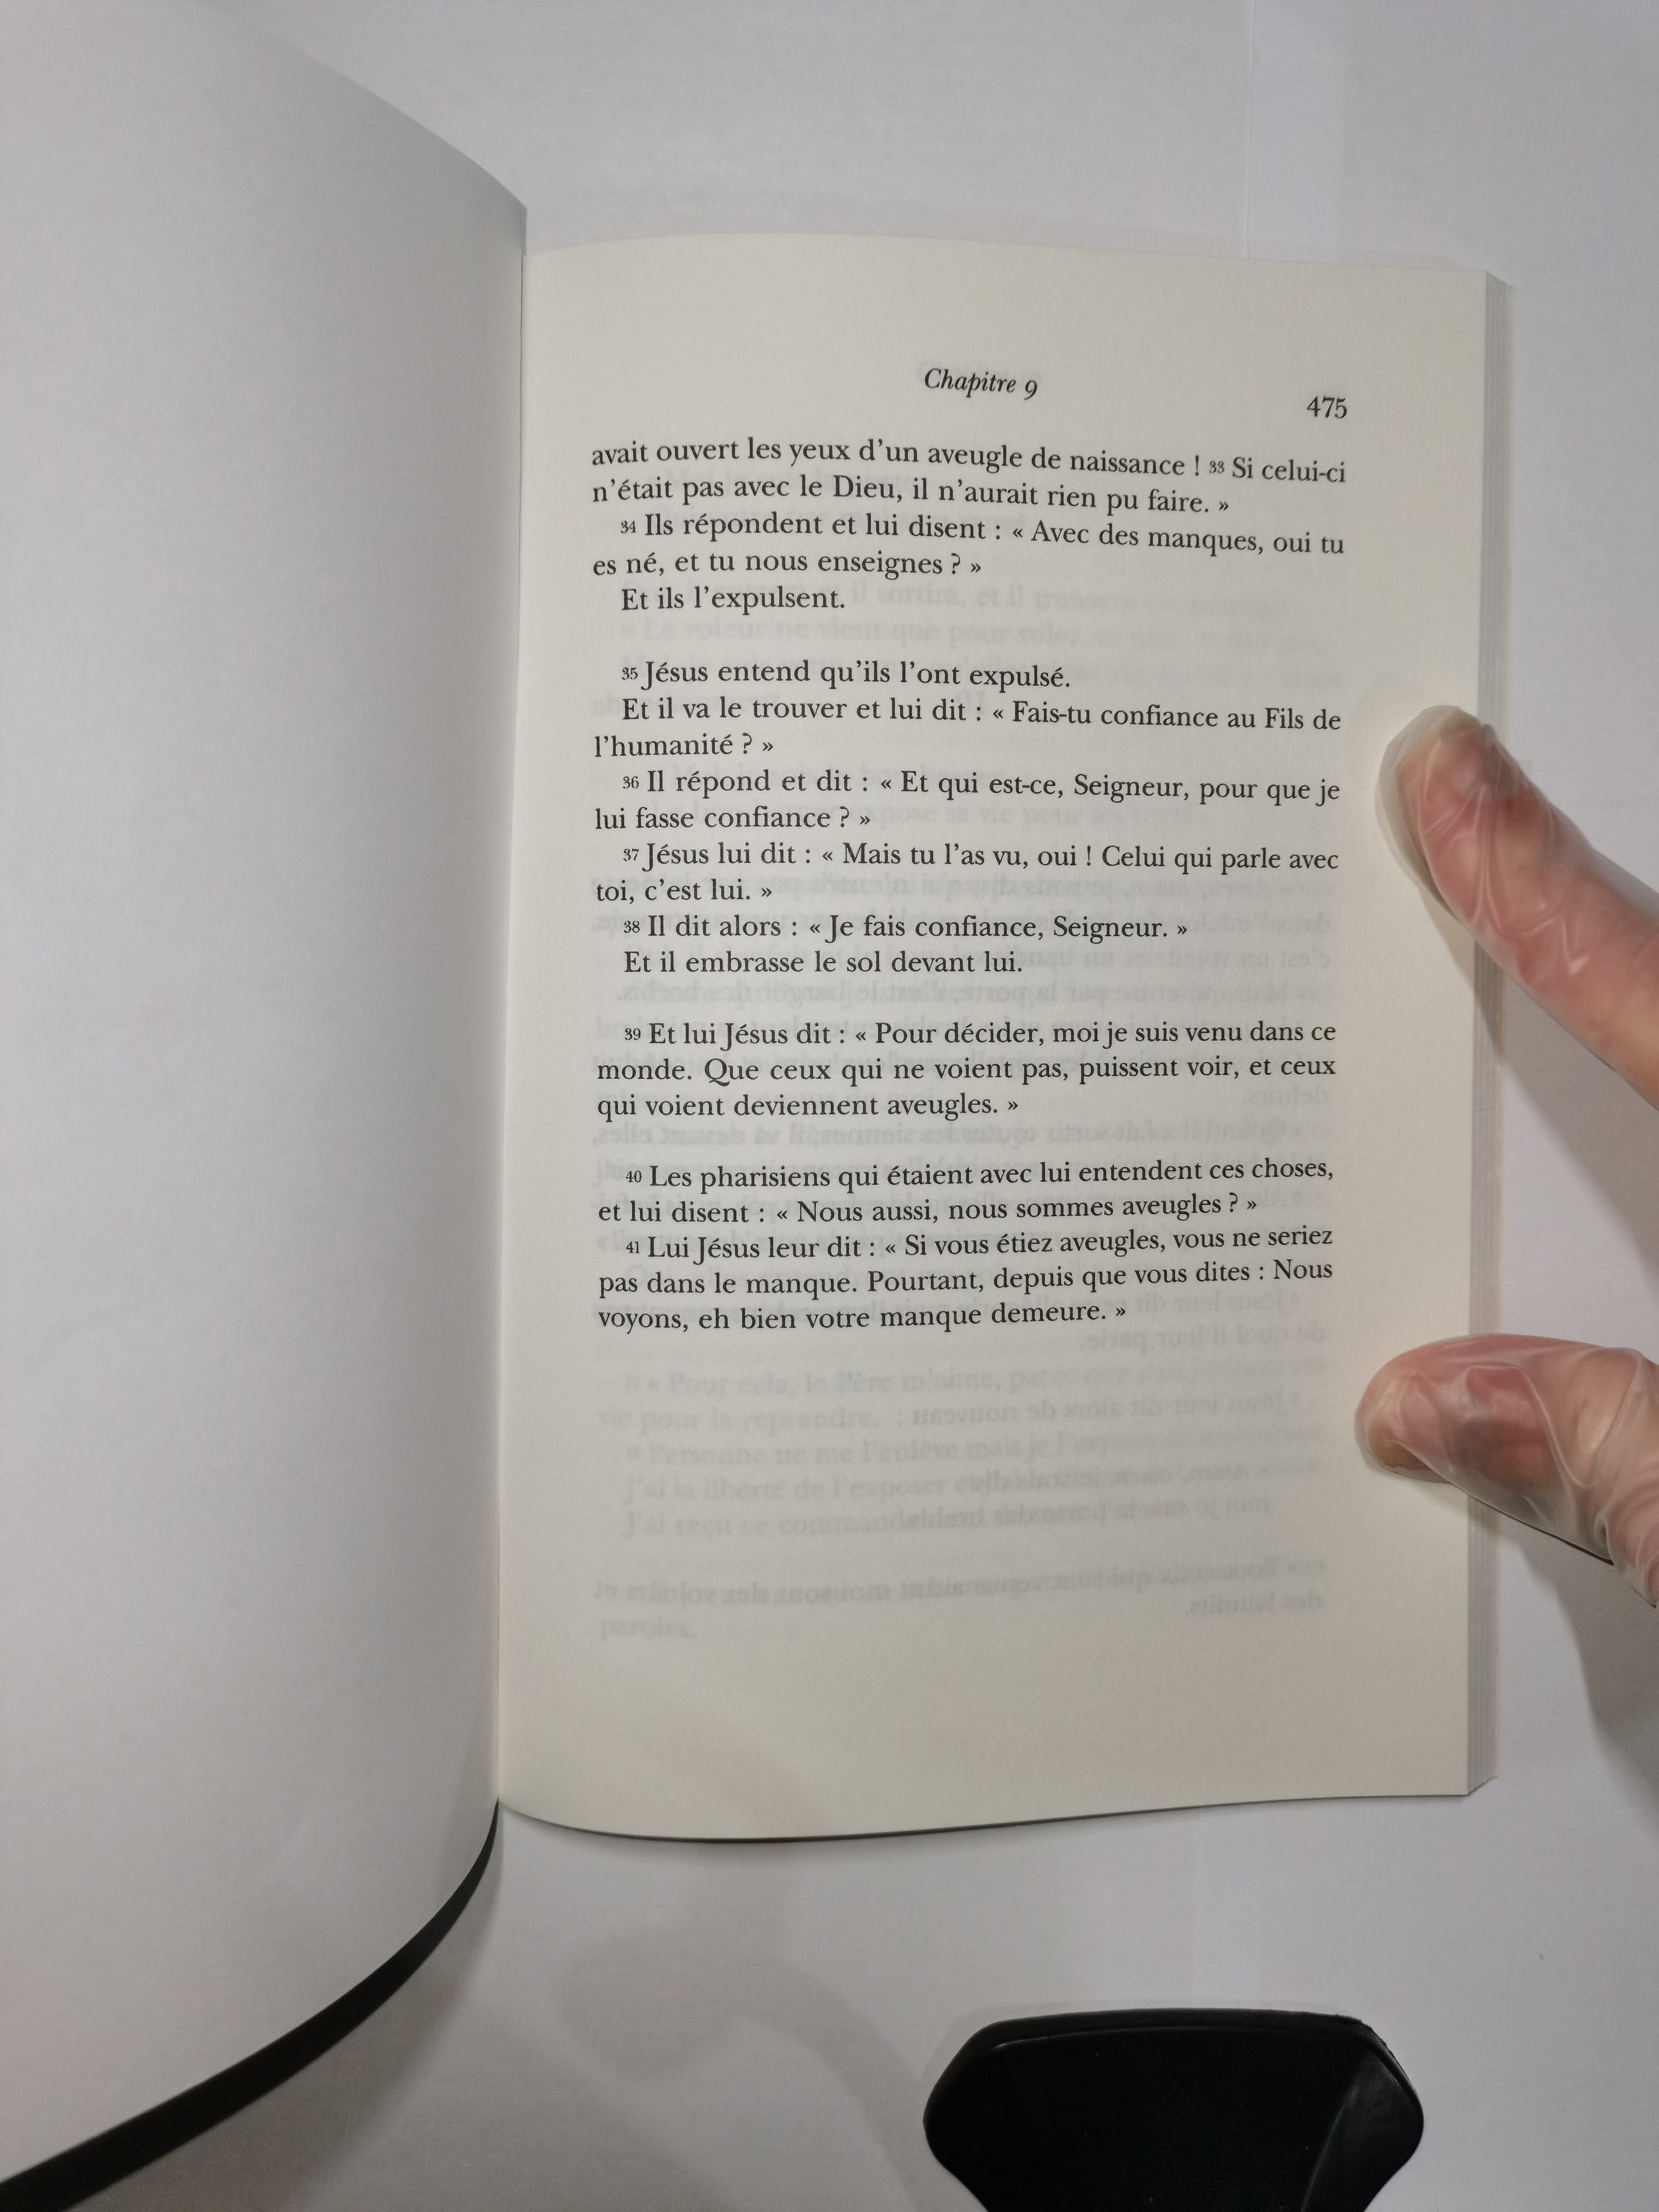 Chapitre 9
475
avait ouvert les yeux d’un aveugle de naissance ! 33 Si celui-ci
n’était pas avec le Dieu, il n’aurait rien pu faire. »
34 Ils répondent et lui disent : « Avec des manques, oui tu
es né, et tu nous enseignes ? »
Et ils l’expulsent.
35 Jésus entend qu’ils l’ont expulsé.
Et il va le trouver et lui dit : « Fais-tu confiance au Fils de
l’humanité ? »
36 Il répond et dit : « Et qui est-ce, Seigneur, pour que je
lui fasse confiance ? »
37 Jésus lui dit : « Mais tu l’as vu, oui ! Celui qui parle avec
toi, c’est lui. »
38 Il dit alors : « Je fais confiance, Seigneur. »
Et il embrasse le sol devant lui.
39 Et lui Jésus dit : « Pour décider, moi je suis venu dans ce
monde. Que ceux qui ne voient pas, puissent voir, et ceux
qui voient deviennent aveugles. »
40 Les pharisiens qui étaient avec lui entendent ces choses,
et lui disent : « Nous aussi, nous sommes aveugles ? »
41 Lui Jésus leur dit : « Si vous étiez aveugles, vous ne seriez
pas dans le manque. Pourtant, depuis que vous dites : Nous
voyons, eh bien votre manque demeure. »